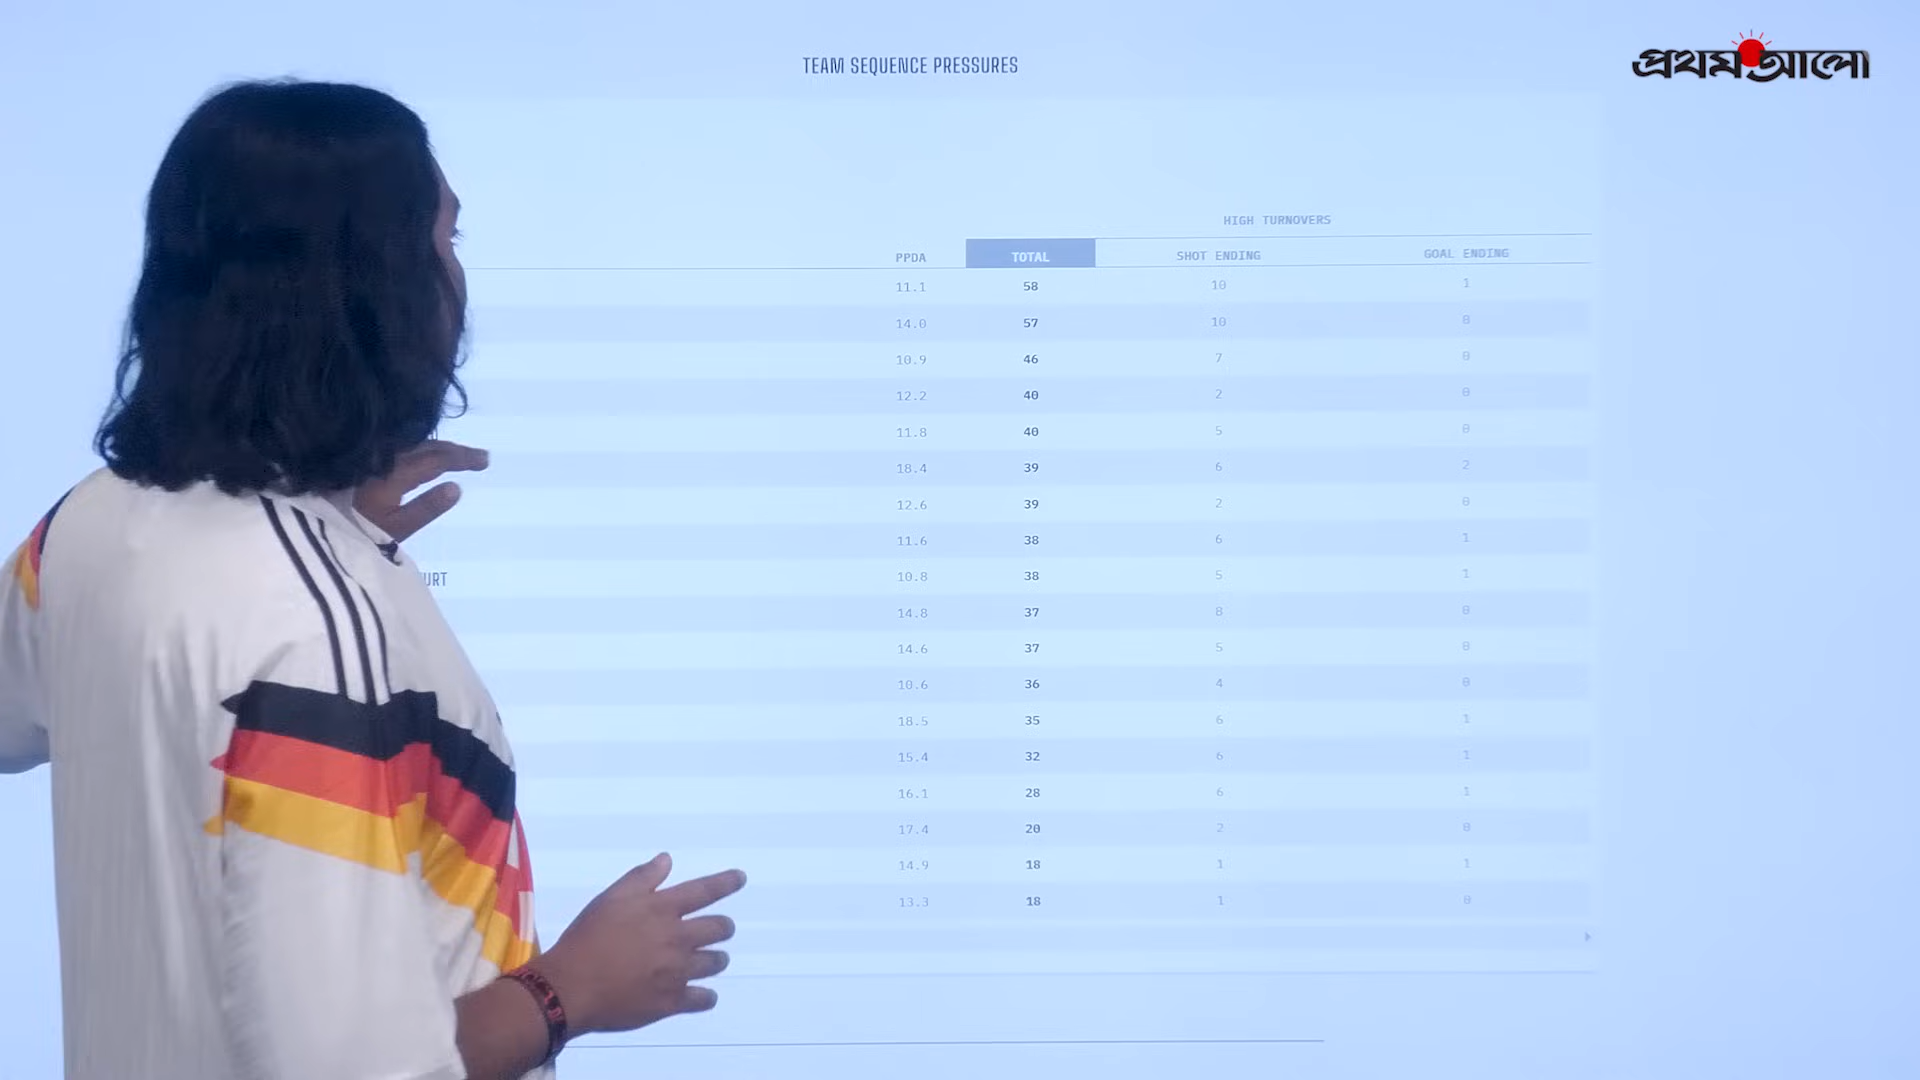 প্রথম আলো
TEAM SEQUENCE PRESSURES
HIGH TURNOVERS
PPDA TOTAL SHOT ENDING GOAL ENDING
11.1 58 10 1
14.0 57 10 0
10.9 46 7 0
12.2 40 2 0
11.8 40 5 0
18.4 39 6 2
12.6 39 2 0
11.6 38 6 1
URT 10.8 38 5 1
14.8 37 8 0
14.6 37 5 0
10.6 36 4 0
18.5 35 6 1
15.4 32 6 1
16.1 28 6 1
17.4 20 2 0
14.9 18 1 1
13.3 18 1 0